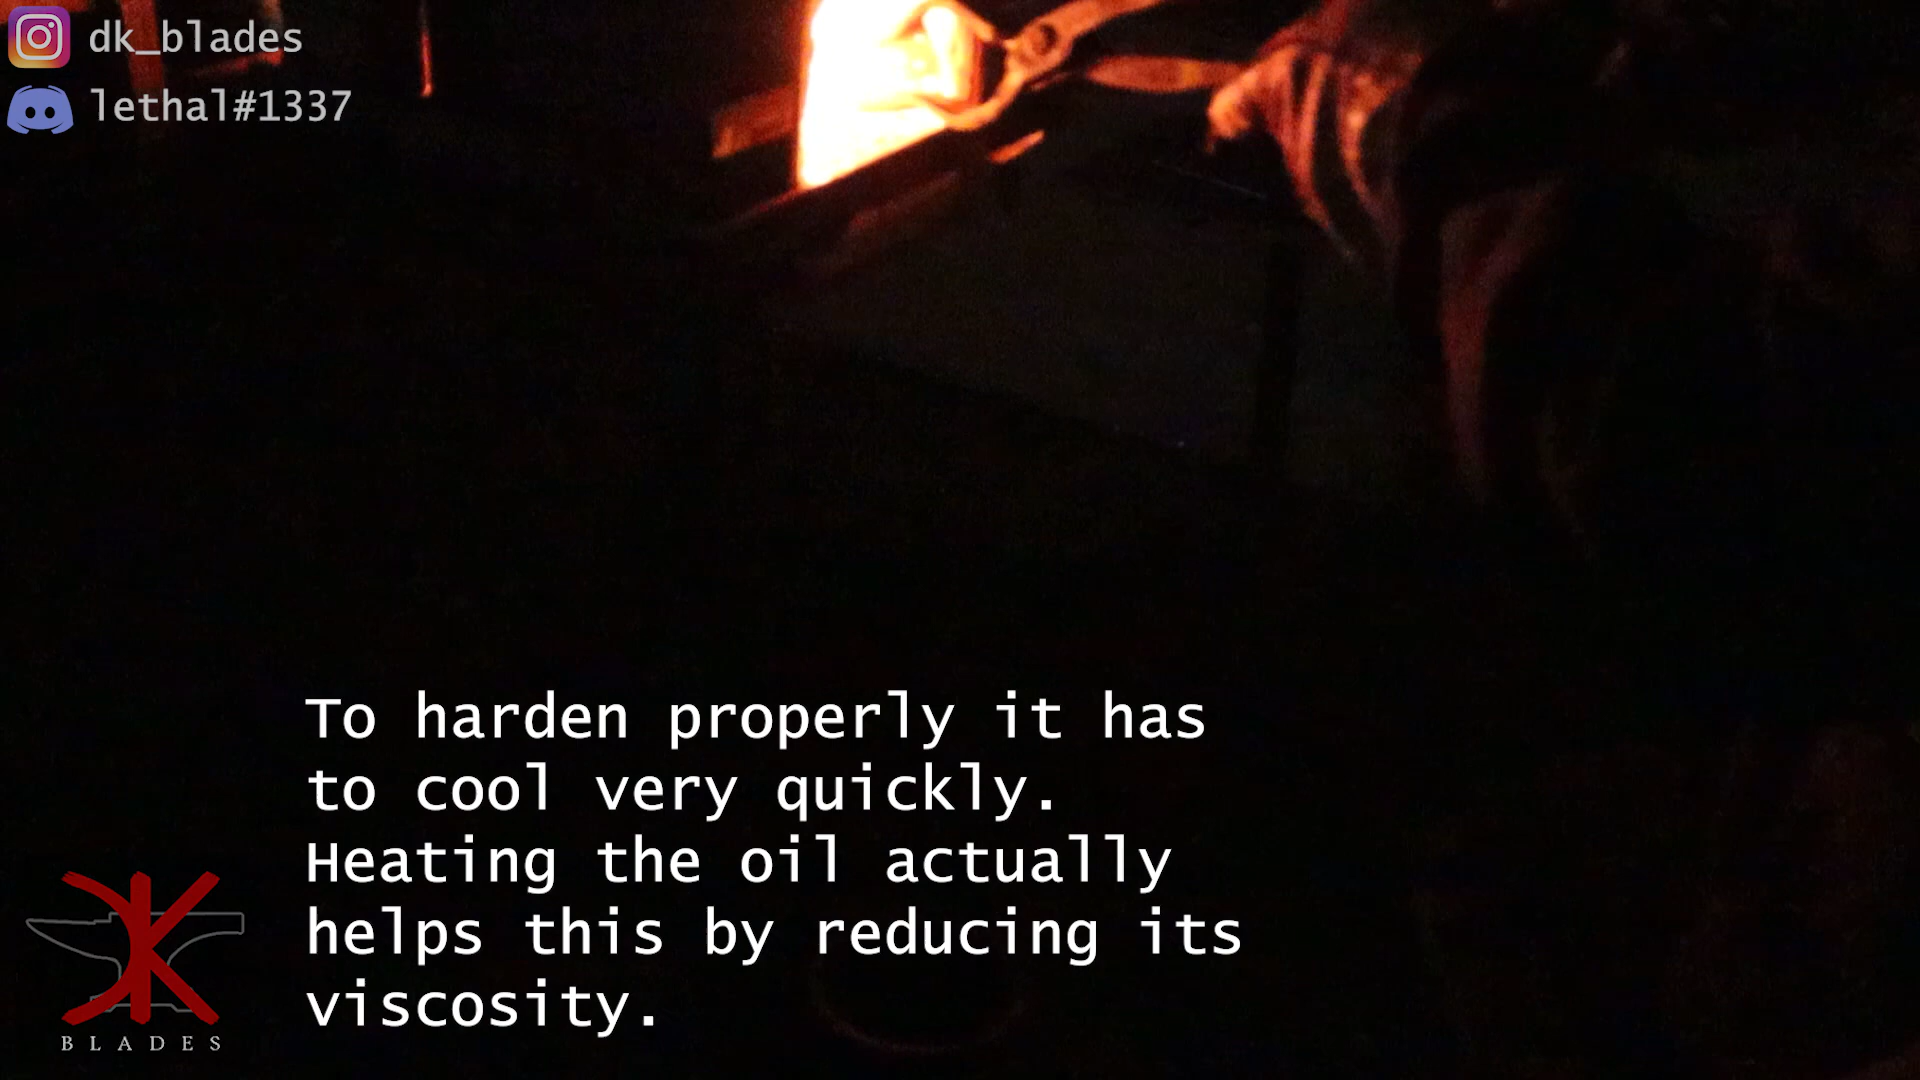 dk_blades
lethal#1337
To harden properly it has
to cool very quickly.
Heating the oil actually
helps this by reducing its
viscosity.
K
BLADES